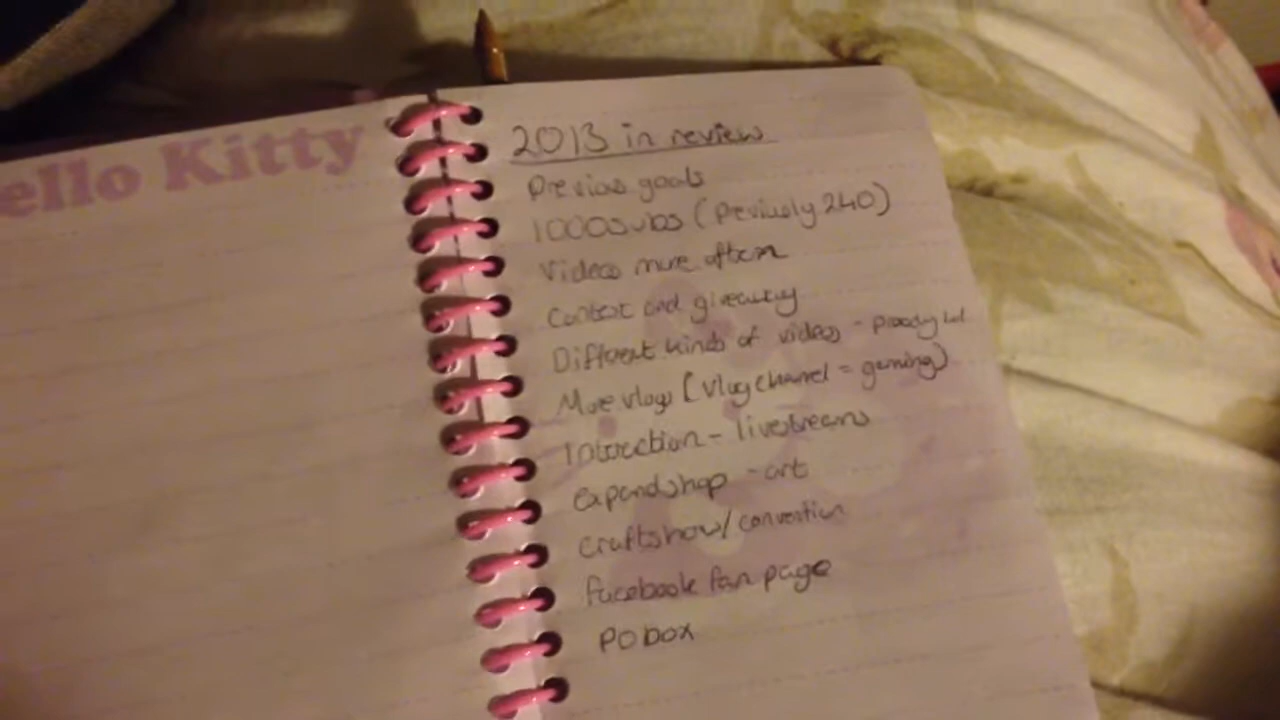 ello Kitty
2013 in review
Previous goals
1000 subs (previously 240)
Videos more often
Contest and giveaway
Different kinds of videos -
More vlogs (vlog channel = gaming)
Interaction - livestreams
expand shop - art
craftshow/convention
facebook fan page
PO box